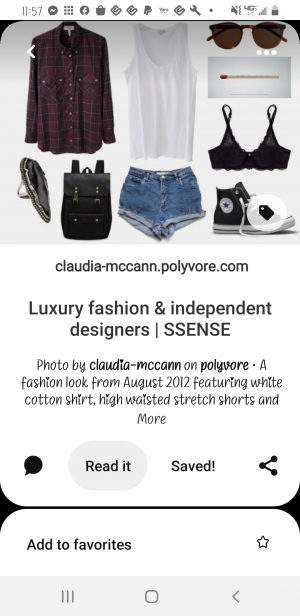 11:57
claudia-mccann.polyvore.com
Luxury fashion & independent
designers | SSENSE
Photo by claudia-mccann on polyvore • A
fashion look from August 2012 featuring white
cotton shirt, high waisted stretch shorts and
More
Read it
Saved!
Add to favorites